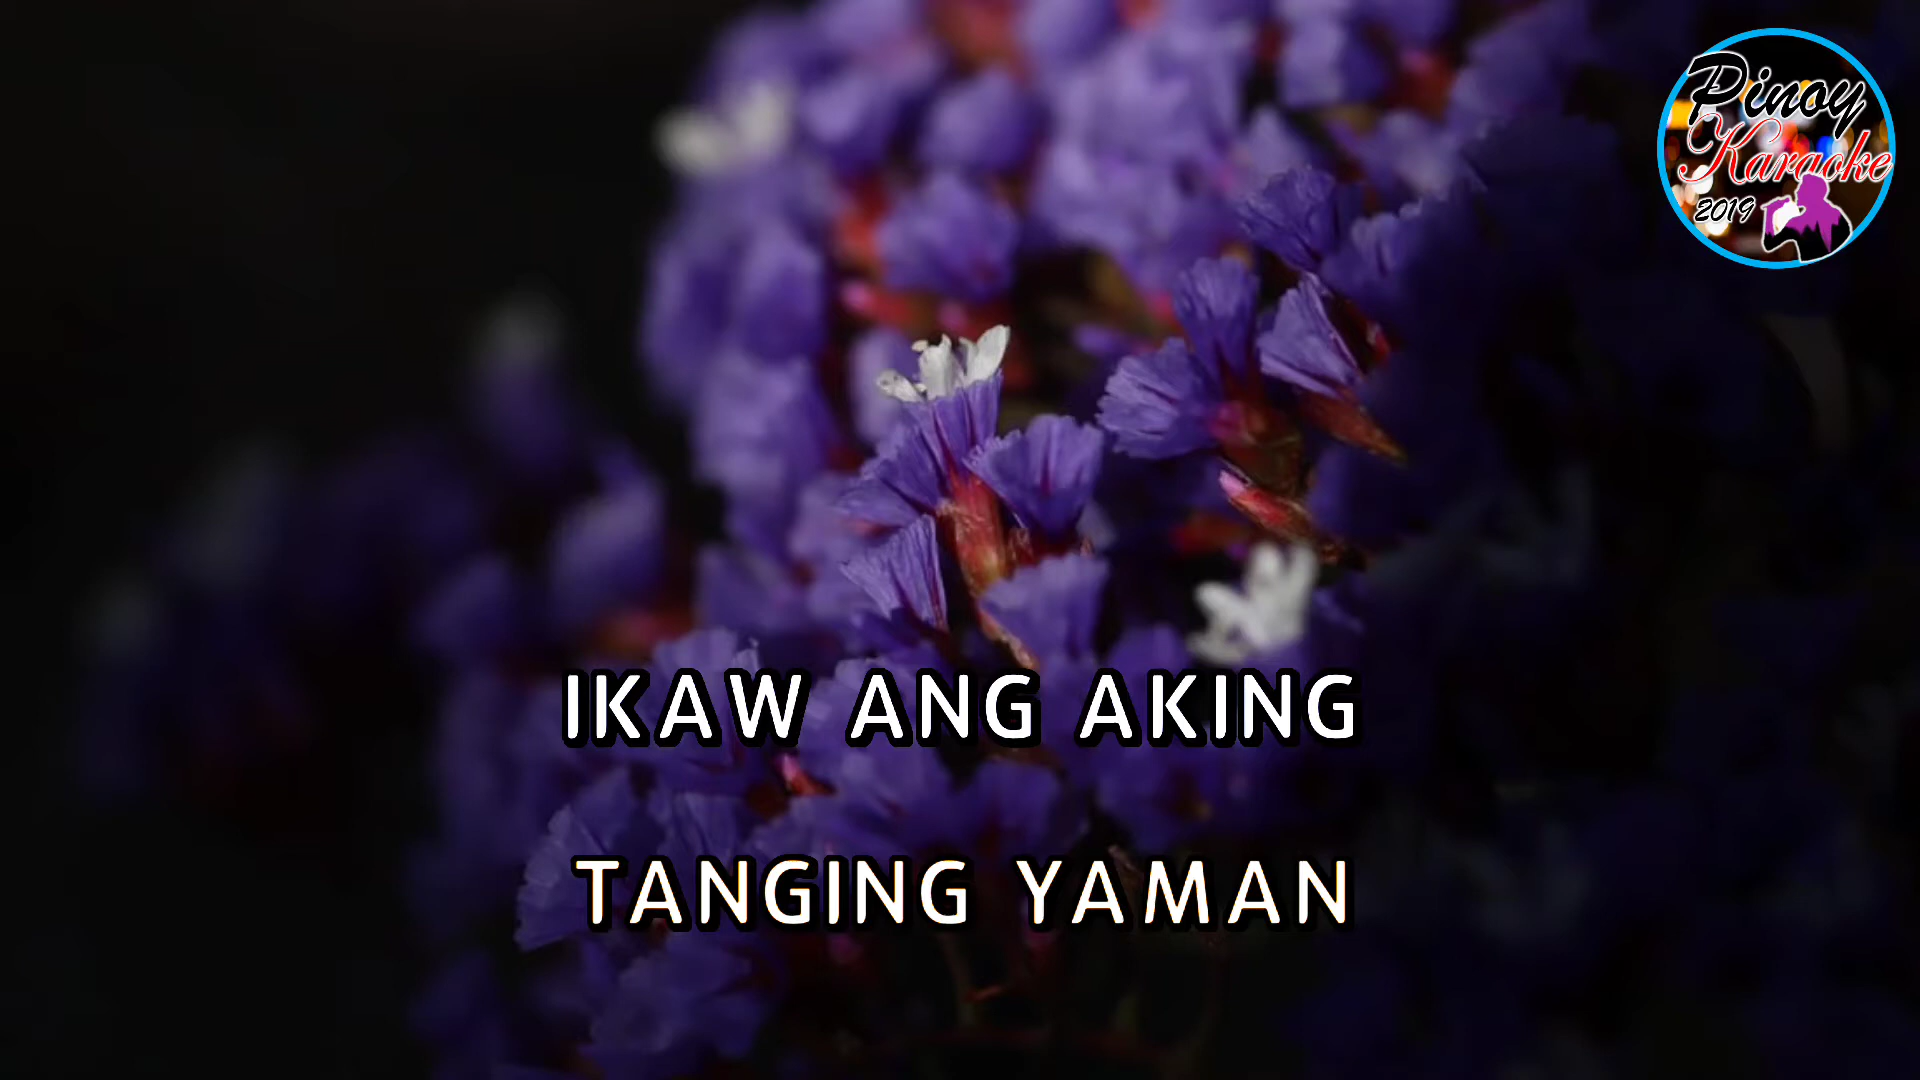 Pinoy
Karaoke
2019
IKAW ANG AKING
TANGING YAMAN